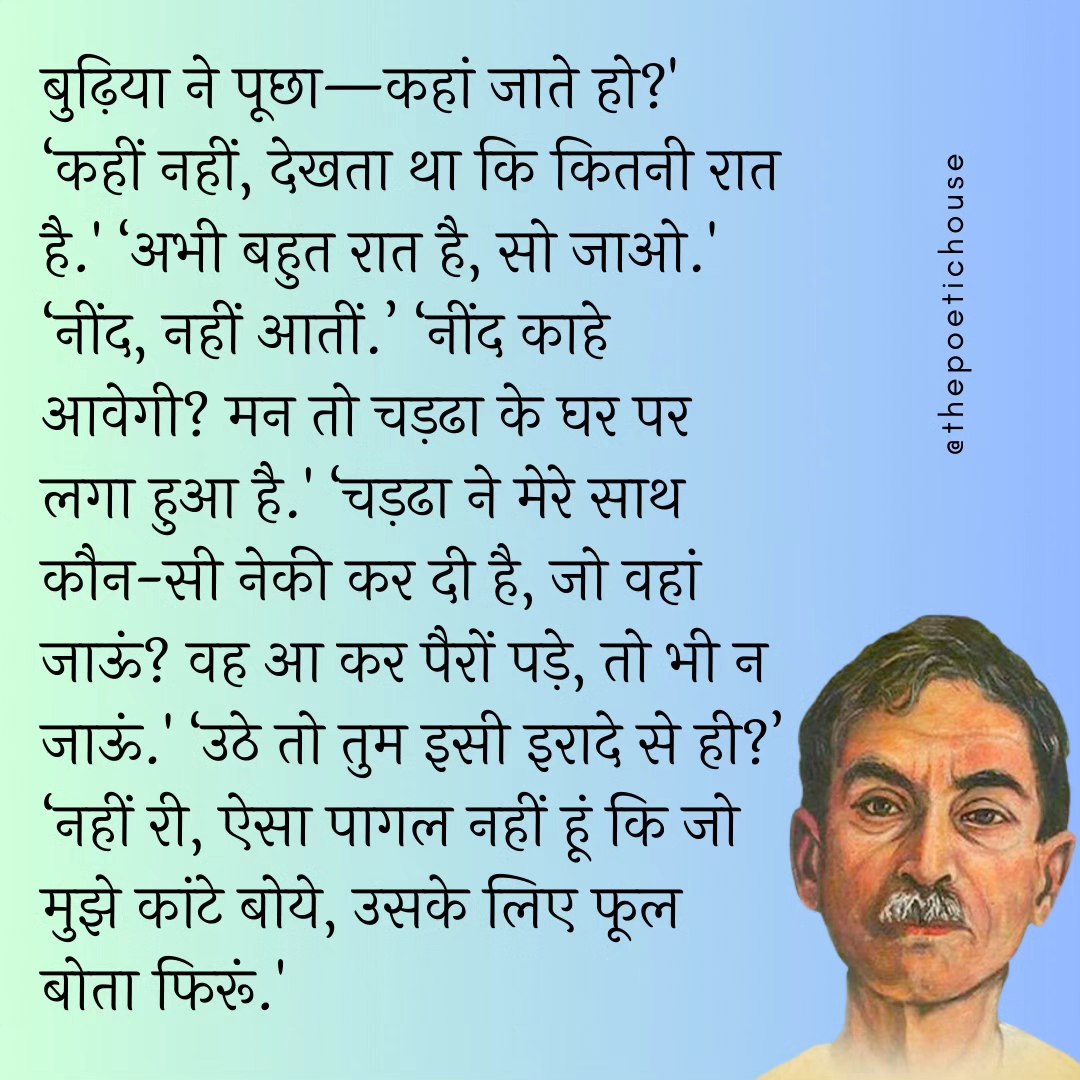 बुढ़िया ने पूछा—कहां जाते हो?'
‘कहीं नहीं, देखता था कि कितनी रात
है.' ‘अभी बहुत रात है, सो जाओ.'
‘नींद, नहीं आतीं.’ ‘नींद काहे
आवेगी? मन तो चड़ढा के घर पर
लगा हुआ है.' ‘चड़ढा ने मेरे साथ
कौन-सी नेकी कर दी है, जो वहां
जाऊं? वह आ कर पैरों पड़े, तो भी न
जाऊं.' ‘उठे तो तुम इसी इरादे से ही?’
‘नहीं री, ऐसा पागल नहीं हूं कि जो
मुझे कांटे बोये, उसके लिए फूल
बोता फिरूं.'
@thepoetichouse